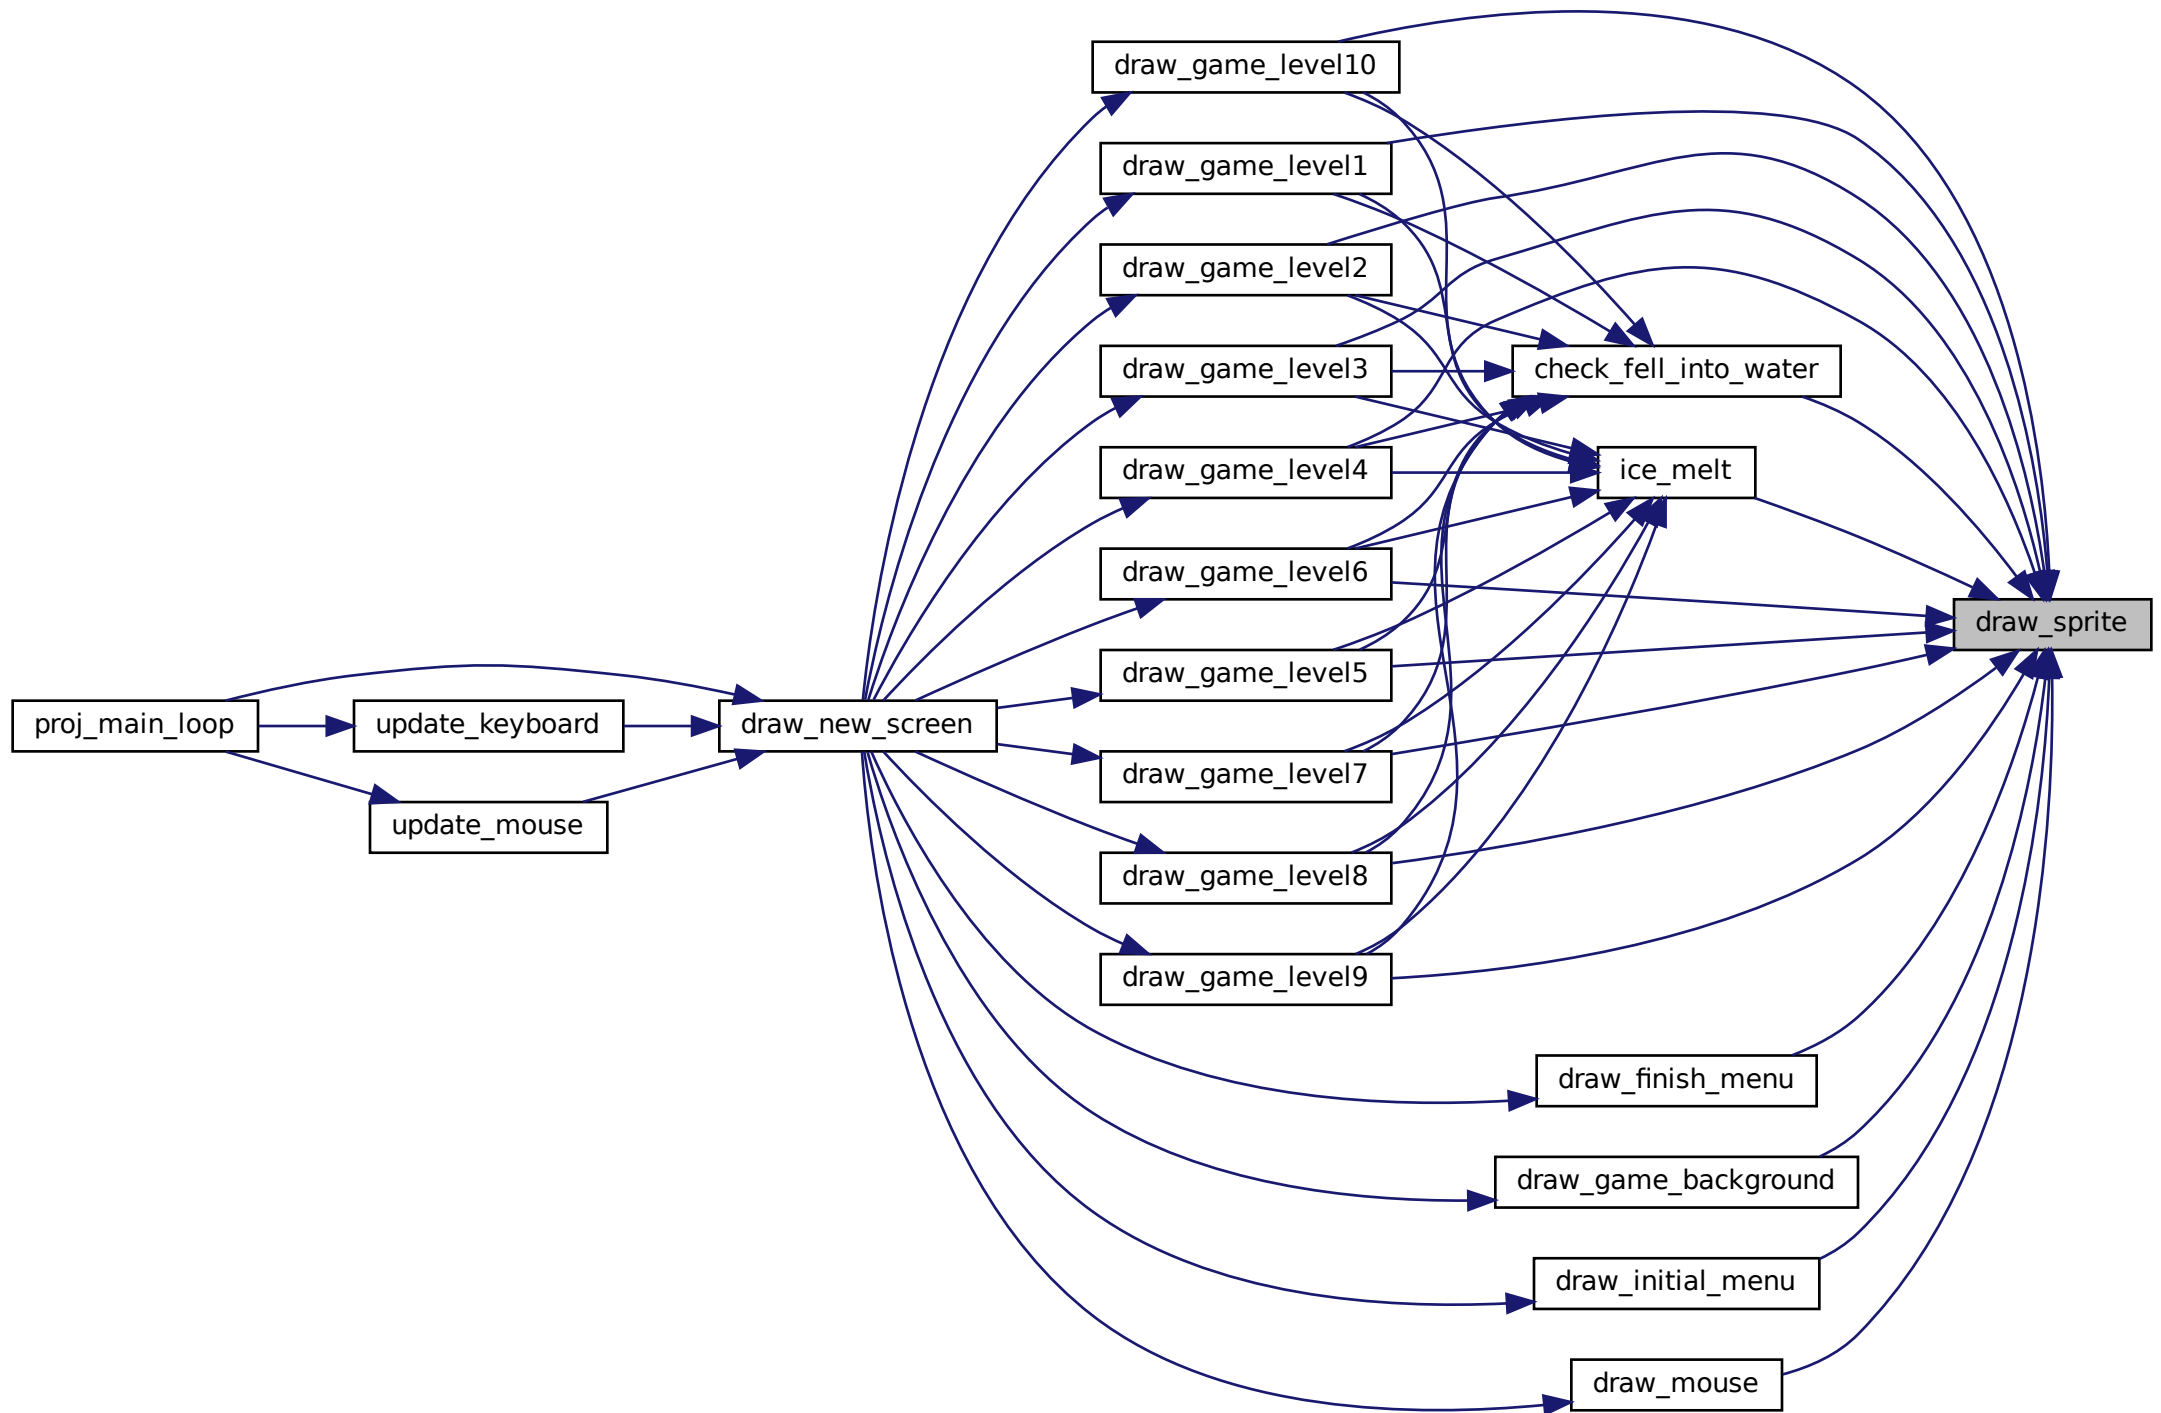 draw_game_level10
draw_game_level1
draw_game_level2
draw_game_level3
check_fell_into_water
draw_game_level4
ice_melt
draw_game_level6
draw_sprite
draw_game_level5
proj_main_loop
update_keyboard
draw_new_screen
draw_game_level7
update_mouse
draw_game_level8
draw_game_level9
draw_finish_menu
draw_game_background
draw_initial_menu
draw_mouse